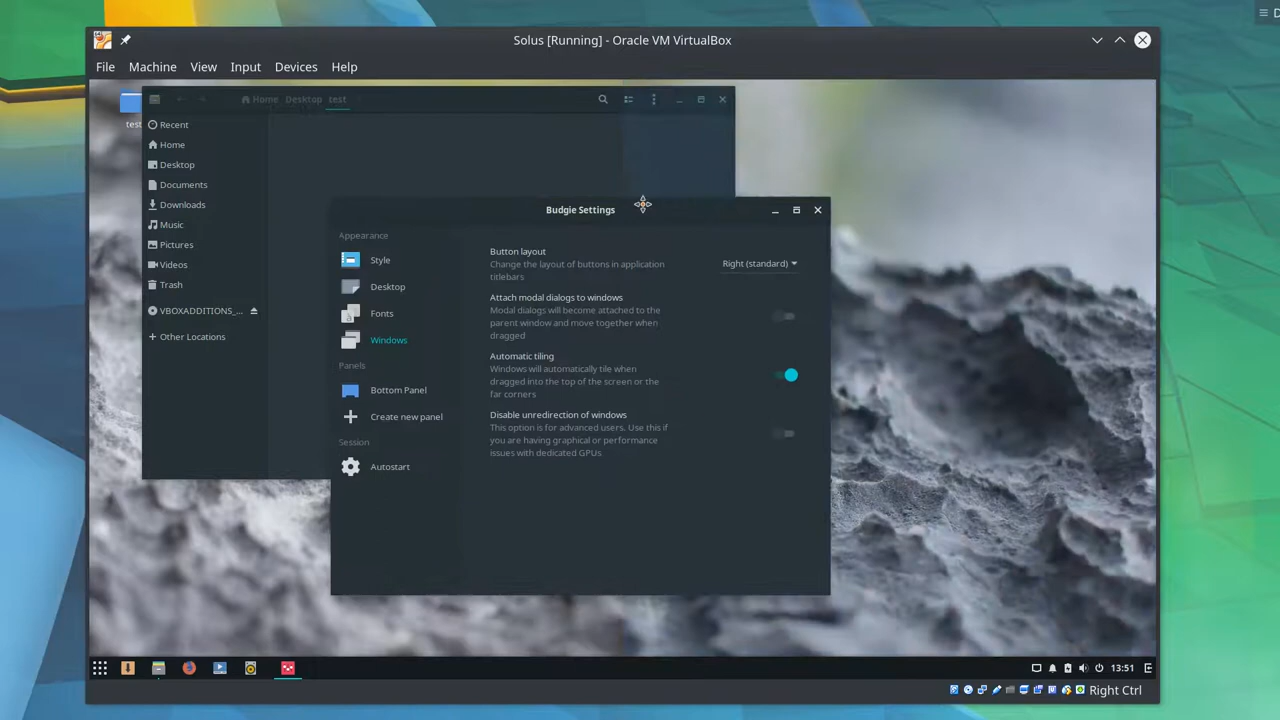 Solus [Running] - Oracle VM VirtualBox
File Machine View Input Devices Help
test
Home Desktop test
Recent
Home
Desktop
Documents
Downloads
Music
Pictures
Videos
Trash
VBOXADDITIONS_...
+ Other Locations
Budgie Settings
Appearance
Style
Desktop
Fonts
Windows
Panels
Bottom Panel
Create new panel
Session
Autostart
Button layout
Change the layout of buttons in application
titlebars
Right (standard)
Attach modal dialogs to windows
Modal dialogs will become attached to the
parent window and move together when
dragged
Automatic tiling
Windows will automatically tile when
dragged into the top of the screen or the
far corners
Disable unredirection of windows
This option is for advanced users. Use this if
you are having graphical or performance
issues with dedicated GPUs
13:51
Right Ctrl